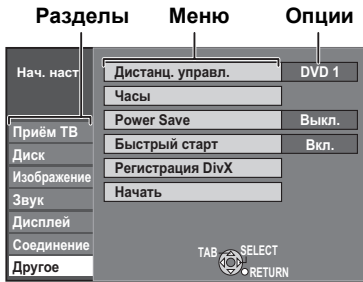 Разделы Меню Опции
Нач. наст
Дистанц. управл. DVD 1
Часы
Power Save Выкл.
Быстрый старт Вкл.
Регистрация DivX
Начать
Приём ТВ
Диск
Изображение
Звук
Дисплей
Соединение
Другое
TAB SELECT
RETURN